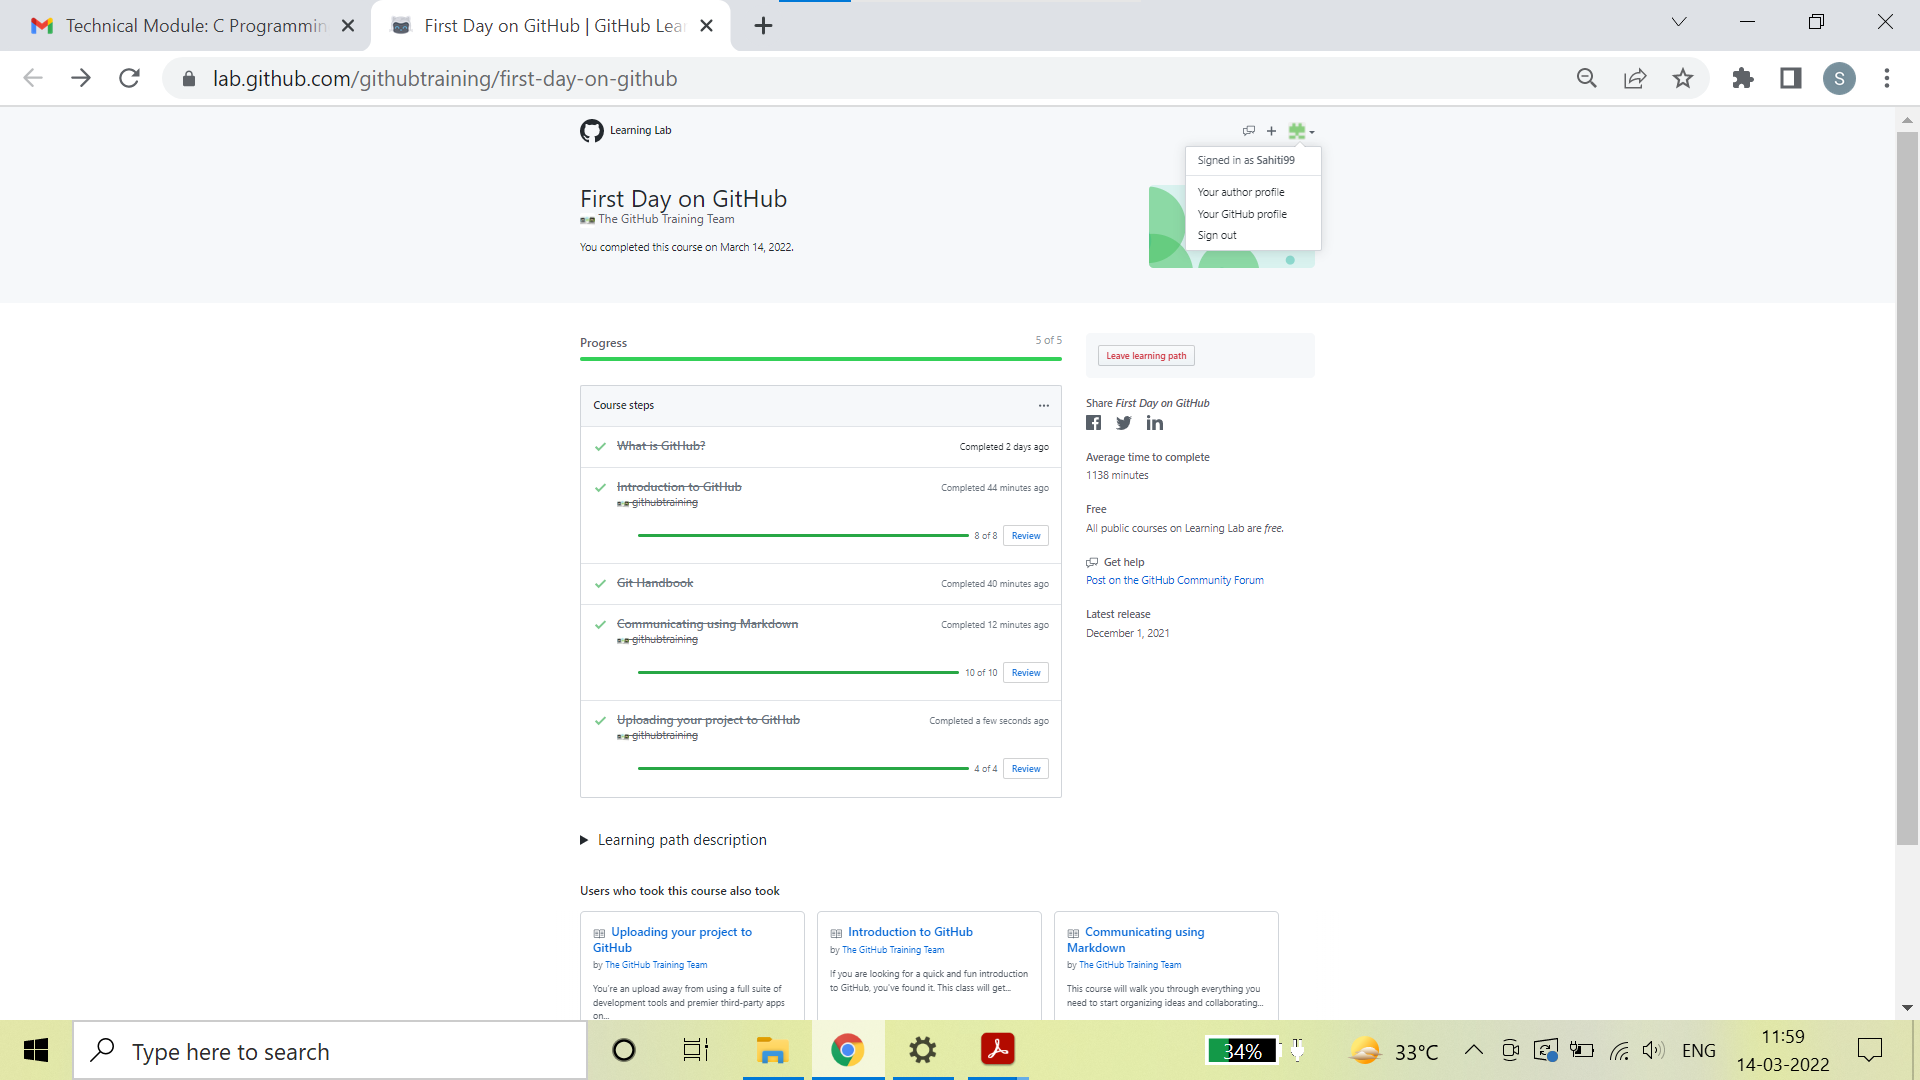 Technical Module: C Programmin
First Day on GitHub | GitHub Lea
lab.github.com/githubtraining/first-day-on-github
S
Learning Lab
Signed in as Sahiti99
Your author profile
Your GitHub profile
Sign out
First Day on GitHub
The GitHub Training Team
You completed this course on March 14, 2022.
Progress
5 of 5
Leave learning path
Course steps
What is GitHub?
Completed 2 days ago
Introduction to GitHub
Completed 44 minutes ago
githubtraining
8 of 8
Review
Git Handbook
Completed 40 minutes ago
Communicating using Markdown
Completed 12 minutes ago
githubtraining
10 of 10
Review
Uploading your project to GitHub
Completed a few seconds ago
githubtraining
4 of 4
Review
Share First Day on GitHub
Average time to complete
1138 minutes
Free
All public courses on Learning Lab are free.
Get help
Post on the GitHub Community Forum
Latest release
December 1, 2021
Learning path description
Users who took this course also took
Uploading your project to
GitHub
by The GitHub Training Team
You're an upload away from using a full suite of
development tools and premier third-party apps
on...
Introduction to GitHub
by The GitHub Training Team
If you are looking for a quick and fun introduction
to GitHub, you've found it. This class will get...
Communicating using
Markdown
by The GitHub Training Team
This course will walk you through everything you
need to start organizing ideas and collaborating...
Type here to search
34%
33°C
ENG
11:59
14-03-2022